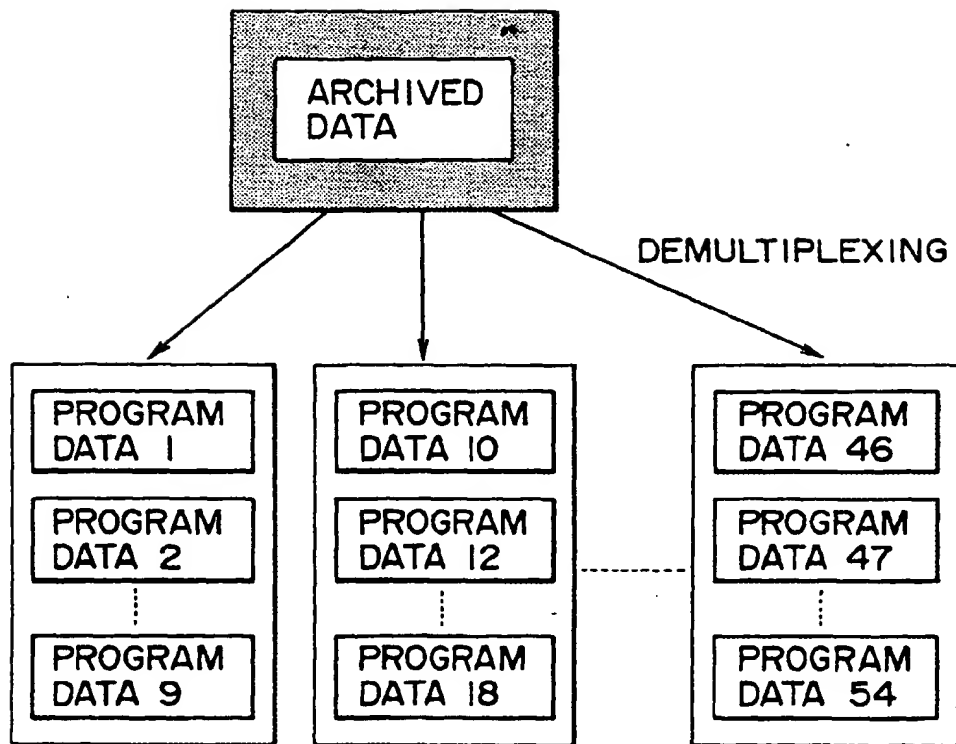 ARCHIVED
DATA
DEMULTIPLEXING
PROGRAM
DATA 1
PROGRAM
DATA 2
PROGRAM
DATA 9
PROGRAM
DATA 10
PROGRAM
DATA 12
PROGRAM
DATA 18
PROGRAM
DATA 46
PROGRAM
DATA 47
PROGRAM
DATA 54